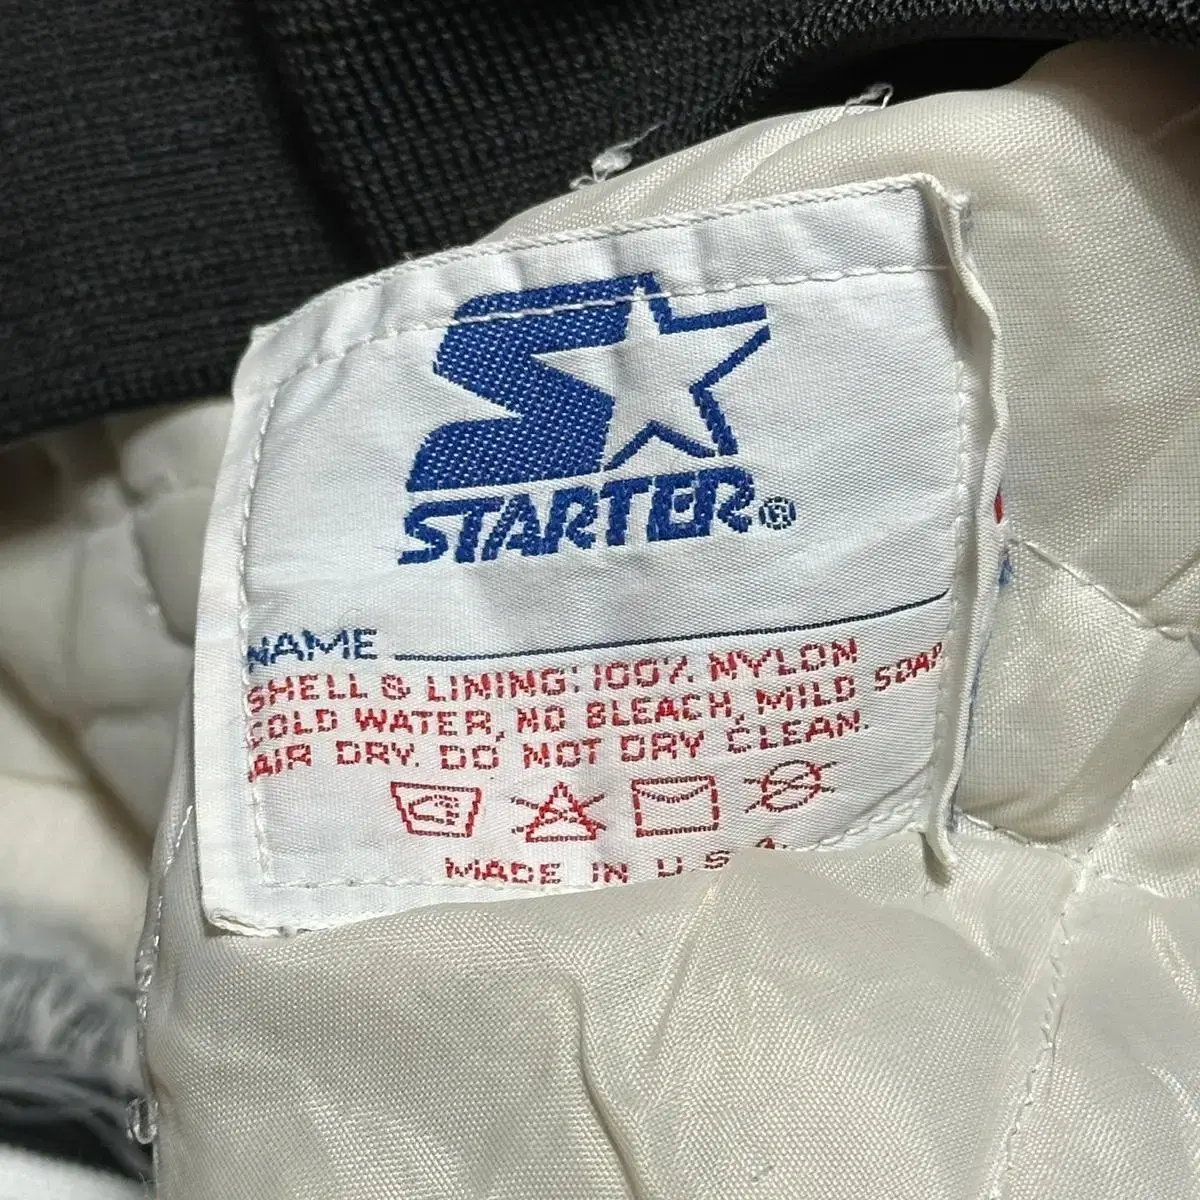 STARTER®
NAME
SHELL & LINING: 100% NYLON
COLD WATER, NO BLEACH, MILD SOAP
AIR DRY. DO NOT DRY CLEAN.
MADE IN U.S.A.